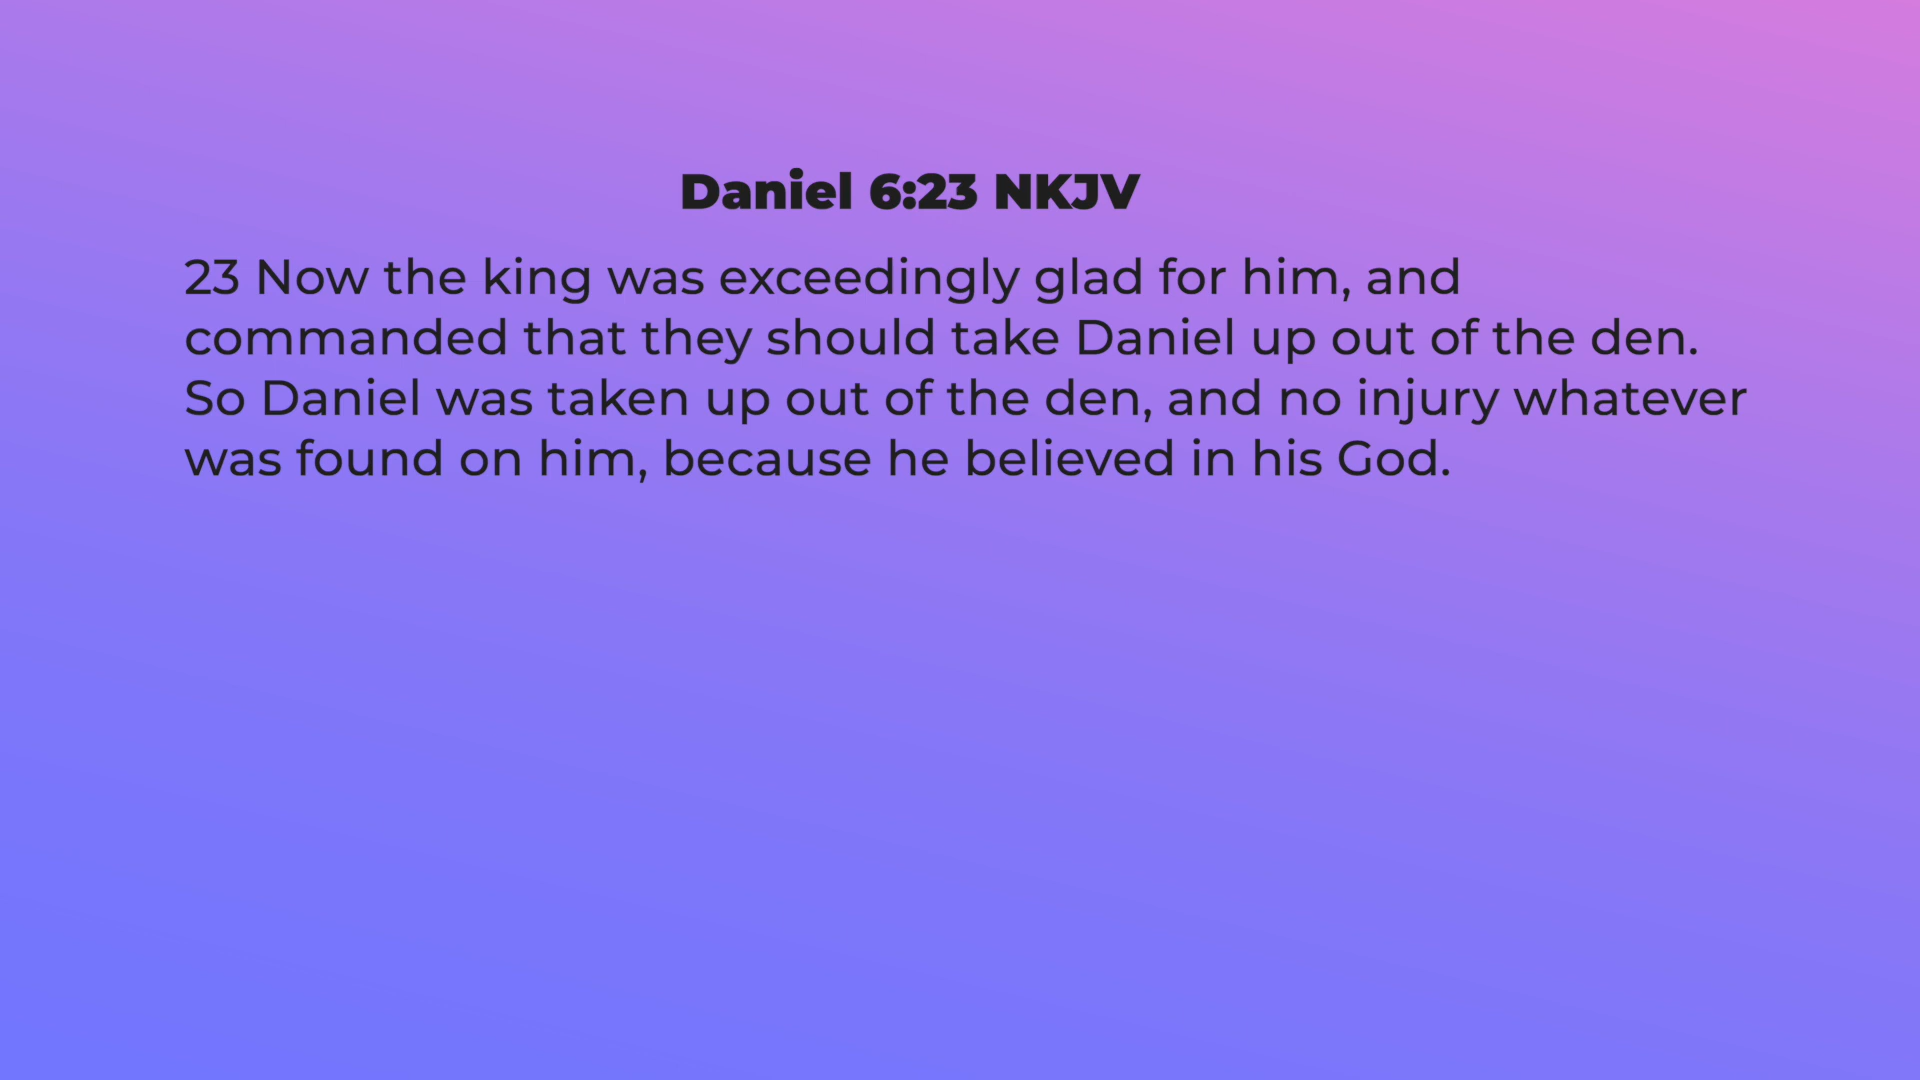 Daniel 6:23 NKJV
23 Now the king was exceedingly glad for him, and
commanded that they should take Daniel up out of the den.
So Daniel was taken up out of the den, and no injury whatever
was found on him, because he believed in his God.